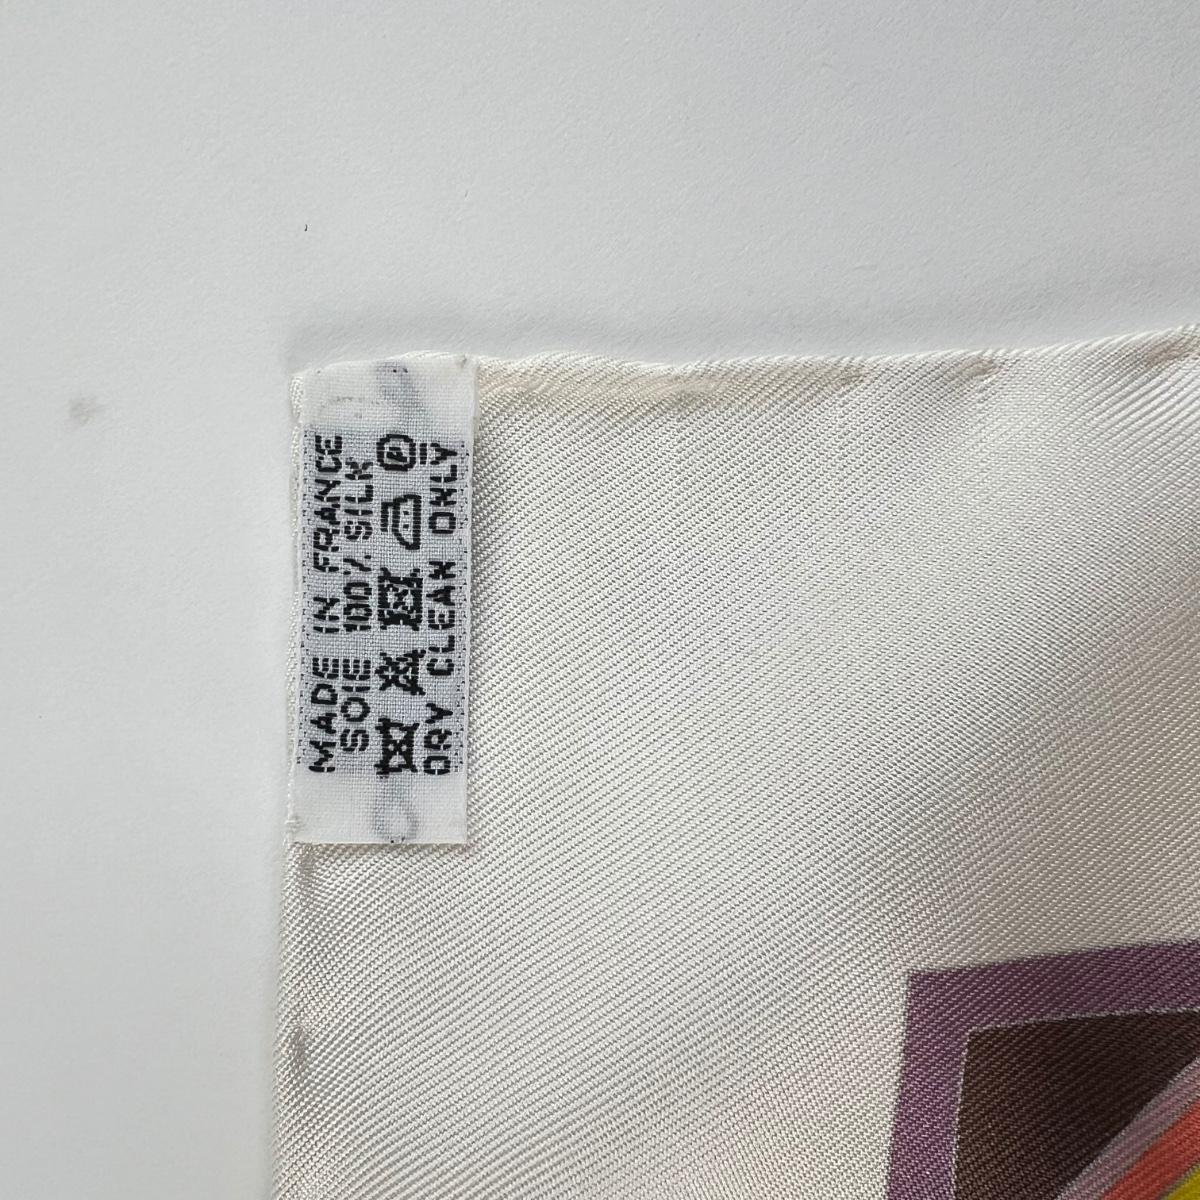 MADE IN FRANCE
SOIE 100% SILK
P
DRY CLEAN ONLY